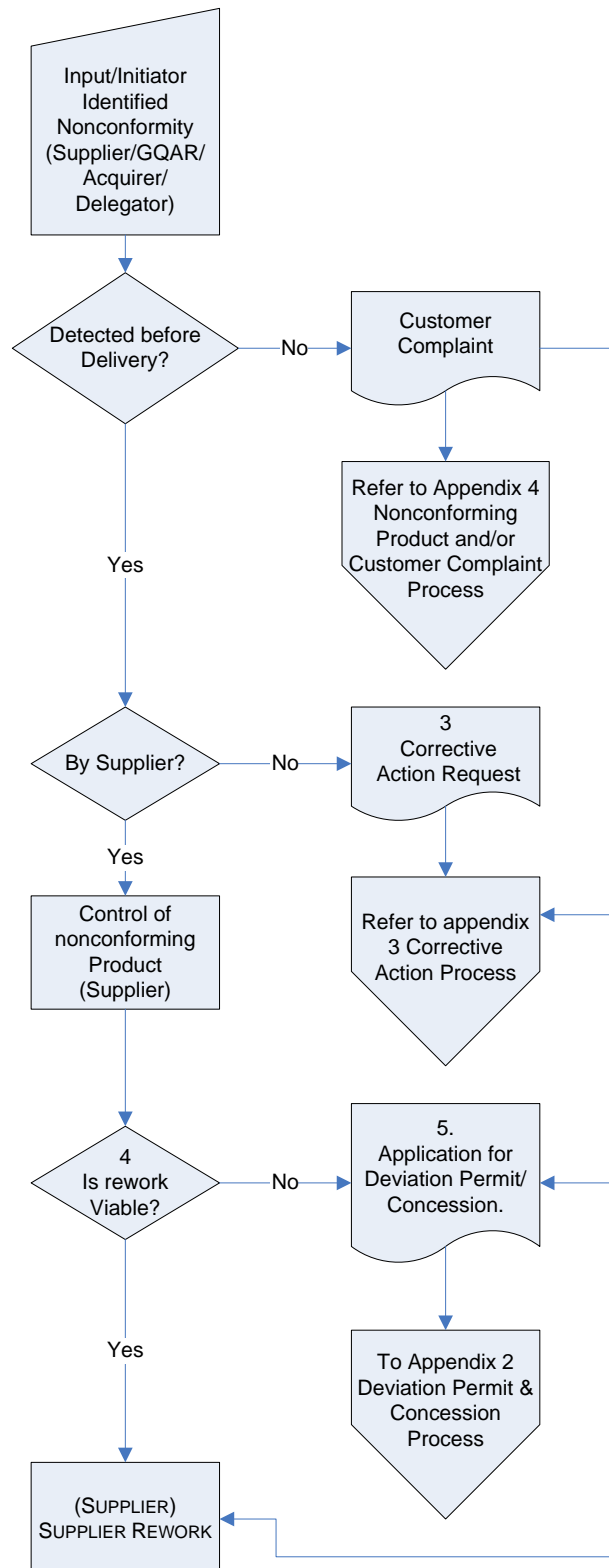 Input/Initiator
Identified
Nonconformity
(Supplier/GQAR/
Acquirer/
Delegator)
Detected before
Delivery?
No
Customer
Complaint
Refer to Appendix 4
Nonconforming
Product and/or
Customer Complaint
Process
Yes
By Supplier?
No
3
Corrective
Action Request
Yes
Refer to appendix
3 Corrective
Action Process
Control of
nonconforming
Product
(Supplier)
4
Is rework
Viable?
No
5.
Application for
Deviation Permit/
Concession.
Yes
To Appendix 2
Deviation Permit &
Concession
Process
(SUPPLIER)
SUPPLIER REWORK